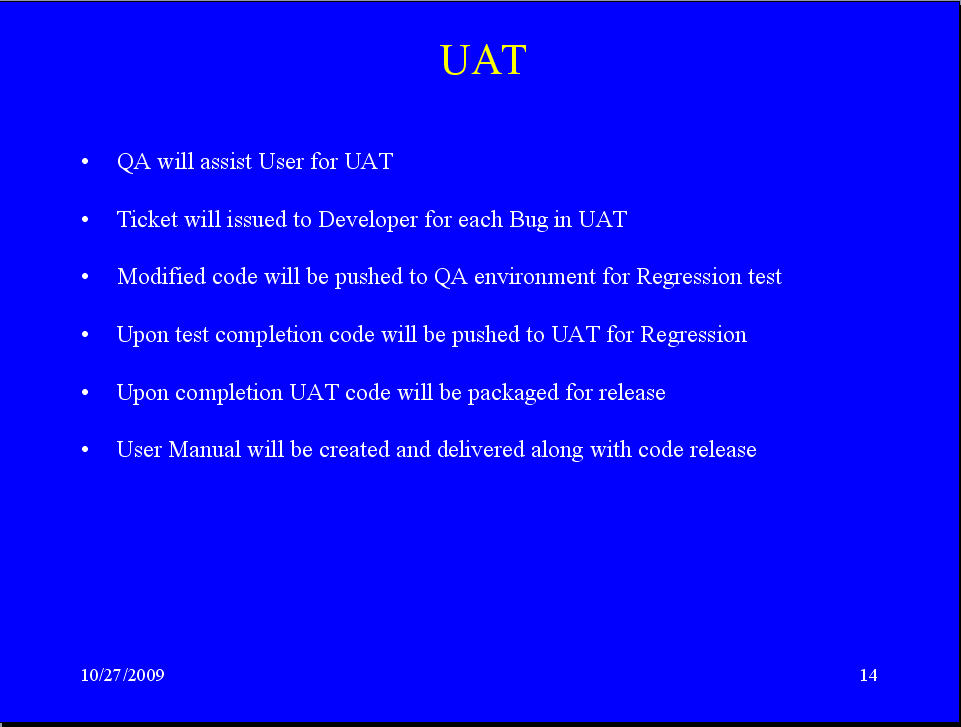 UAT
• QA will assist User for UAT
• Ticket will issued to Developer for each Bug in UAT
• Modified code will be pushed to QA environment for Regression test
• Upon test completion code will be pushed to UAT for Regression
• Upon completion UAT code will be packaged for release
• User Manual will be created and delivered along with code release
10/27/2009
14